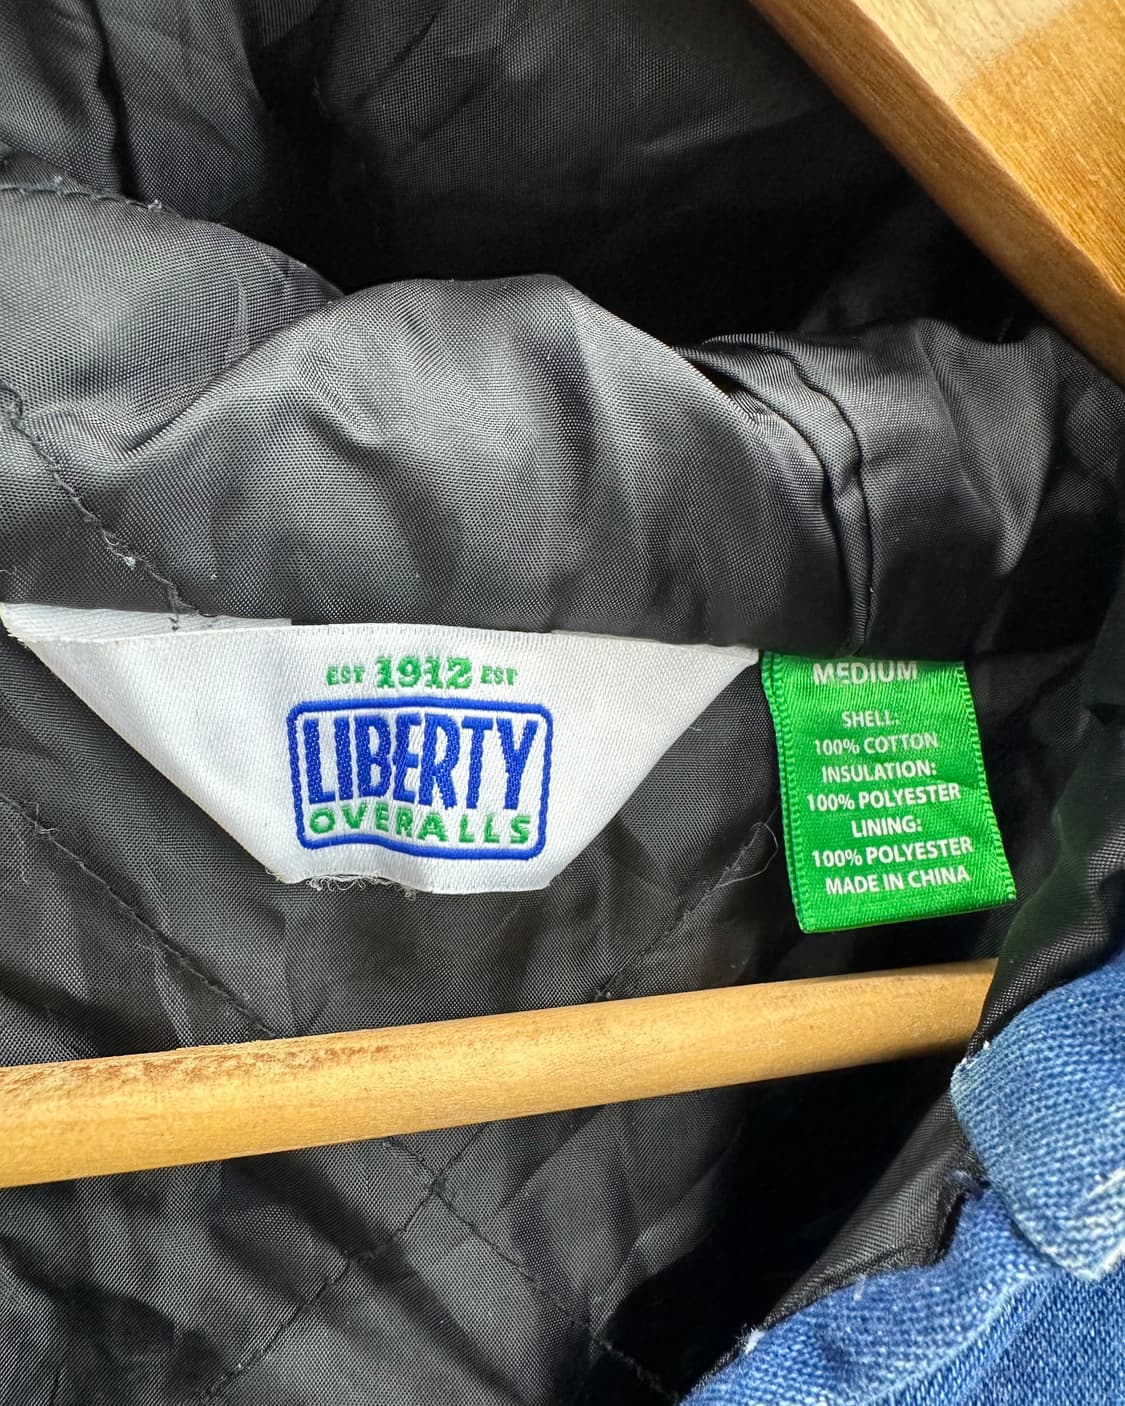 EST 1912 EST
LIBERTY
OVERALLS
MEDIUM
SHELL:
100% COTTON
INSULATION:
100% POLYESTER
LINING:
100% POLYESTER
MADE IN CHINA